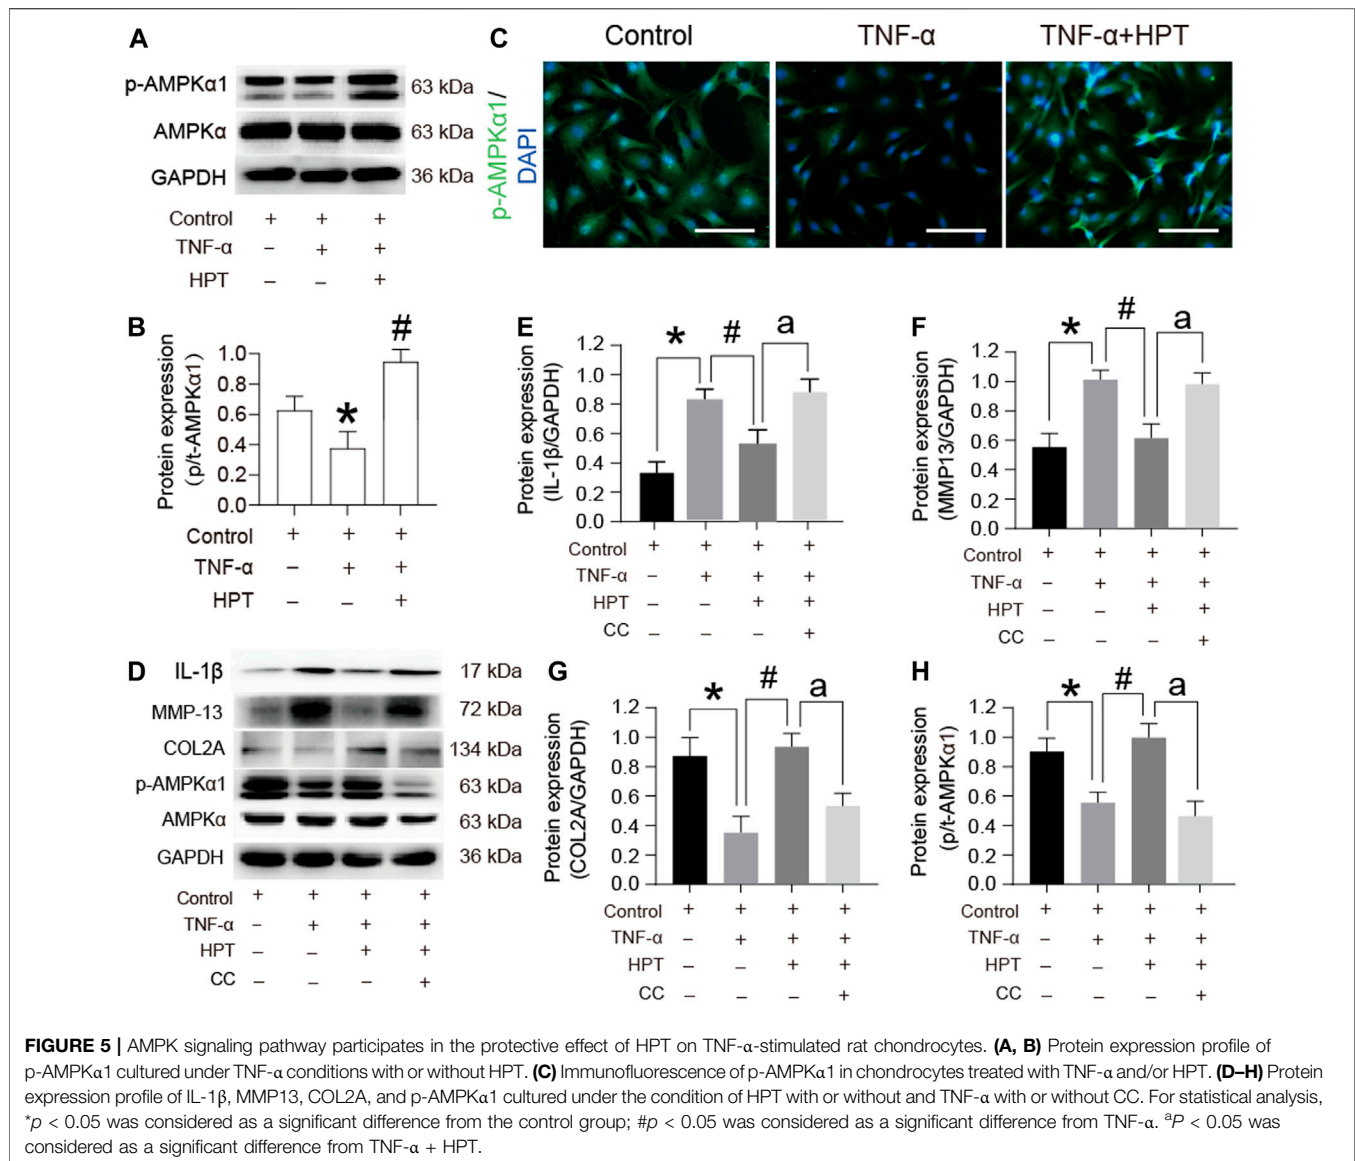 A
p-AMPKα1 63 kDa
AMPKα 63 kDa
GAPDH 36 kDa
Control + + +
TNF-α – + +
HPT – – +
C
Control TNF-α TNF-α+HPT
p-AMPKα1/
DAPI
B
Protein expression
(p/t-AMPKα1)
1.0
0.8
0.6
0.4
0.2
0.0
*
#
Control + + +
TNF-α – + +
HPT – – +
E
Protein expression
(IL-1β/GAPDH)
1.2
1.0
0.8
0.6
0.4
0.2
0.0
* # a
Control + + + +
TNF-α – + + +
HPT – – + +
CC – – – +
F
Protein expression
(MMP13/GAPDH)
1.2
1.0
0.8
0.6
0.4
0.2
0.0
* # a
Control + + + +
TNF-α – + + +
HPT – – + +
CC – – – +
D
IL-1β 17 kDa
MMP-13 72 kDa
COL2A 134 kDa
p-AMPKα1 63 kDa
AMPKα 63 kDa
GAPDH 36 kDa
Control + + + +
TNF-α – + + +
HPT – – + +
CC – – – +
G
Protein expression
(COL2A/GAPDH)
1.2
1.0
0.8
0.6
0.4
0.2
0.0
* # a
Control + + + +
TNF-α – + + +
HPT – – + +
CC – – – +
H
Protein expression
(p/t-AMPKα1)
1.2
1.0
0.8
0.6
0.4
0.2
0.0
* # a
Control + + + +
TNF-α – + + +
HPT – – + +
CC – – – +
FIGURE 5 | AMPK signaling pathway participates in the protective effect of HPT on TNF-α-stimulated rat chondrocytes. (A, B) Protein expression profile of
p-AMPKα1 cultured under TNF-α conditions with or without HPT. (C) Immunofluorescence of p-AMPKα1 in chondrocytes treated with TNF-α and/or HPT. (D–H) Protein
expression profile of IL-1β, MMP13, COL2A, and p-AMPKα1 cultured under the condition of HPT with or without and TNF-α with or without CC. For statistical analysis,
*p < 0.05 was considered as a significant difference from the control group; #p < 0.05 was considered as a significant difference from TNF-α. ᵃP < 0.05 was
considered as a significant difference from TNF-α + HPT.